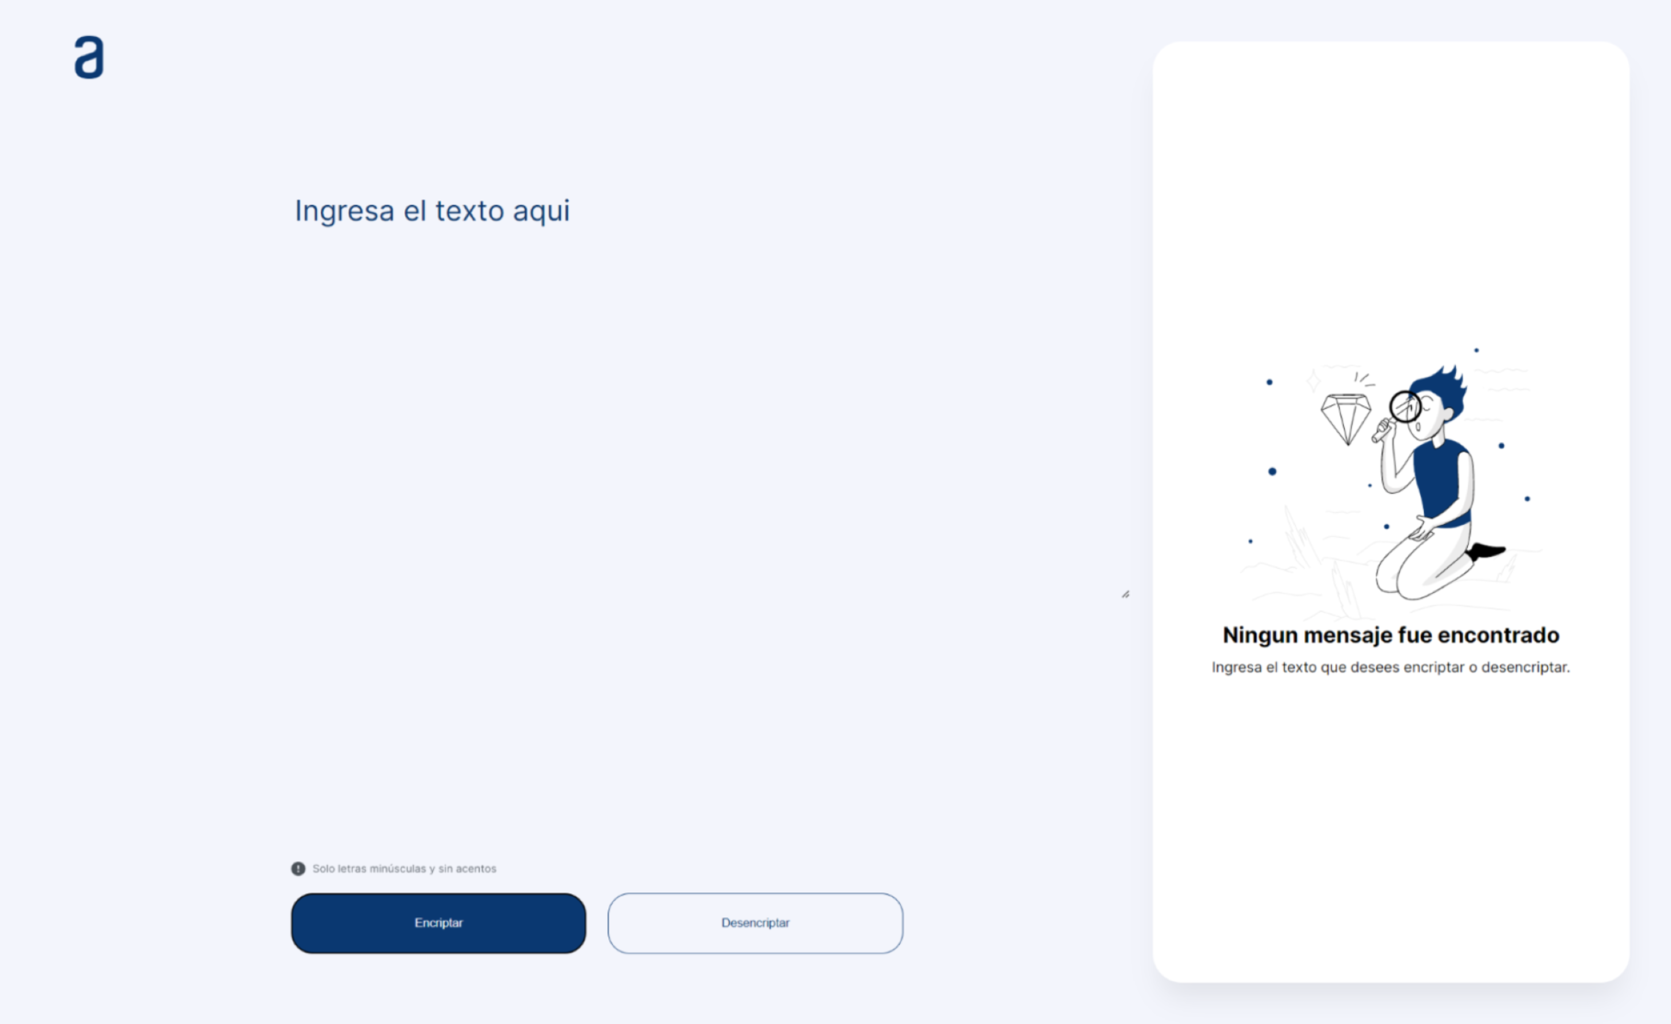 a
Ingresa el texto aqui
Ningun mensaje fue encontrado
Ingresa el texto que desees encriptar o desencriptar.
Solo letras minúsculas y sin acentos
Encriptar
Desencriptar